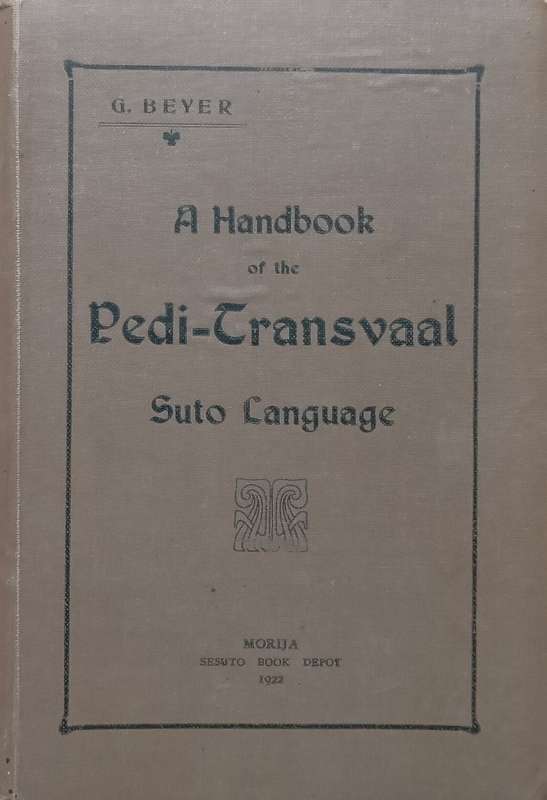 G. BEYER
A Handbook
of the
Pedi-Transvaal
Suto Language
MORIJA
SESUTO BOOK DEPOT
1922